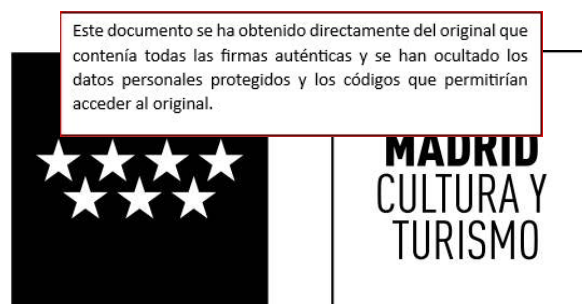 Este documento se ha obtenido directamente del original que
contenía todas las firmas auténticas y se han ocultado los
datos personales protegidos y los códigos que permitirían
acceder al original.
MADRID
CULTURA Y
TURISMO